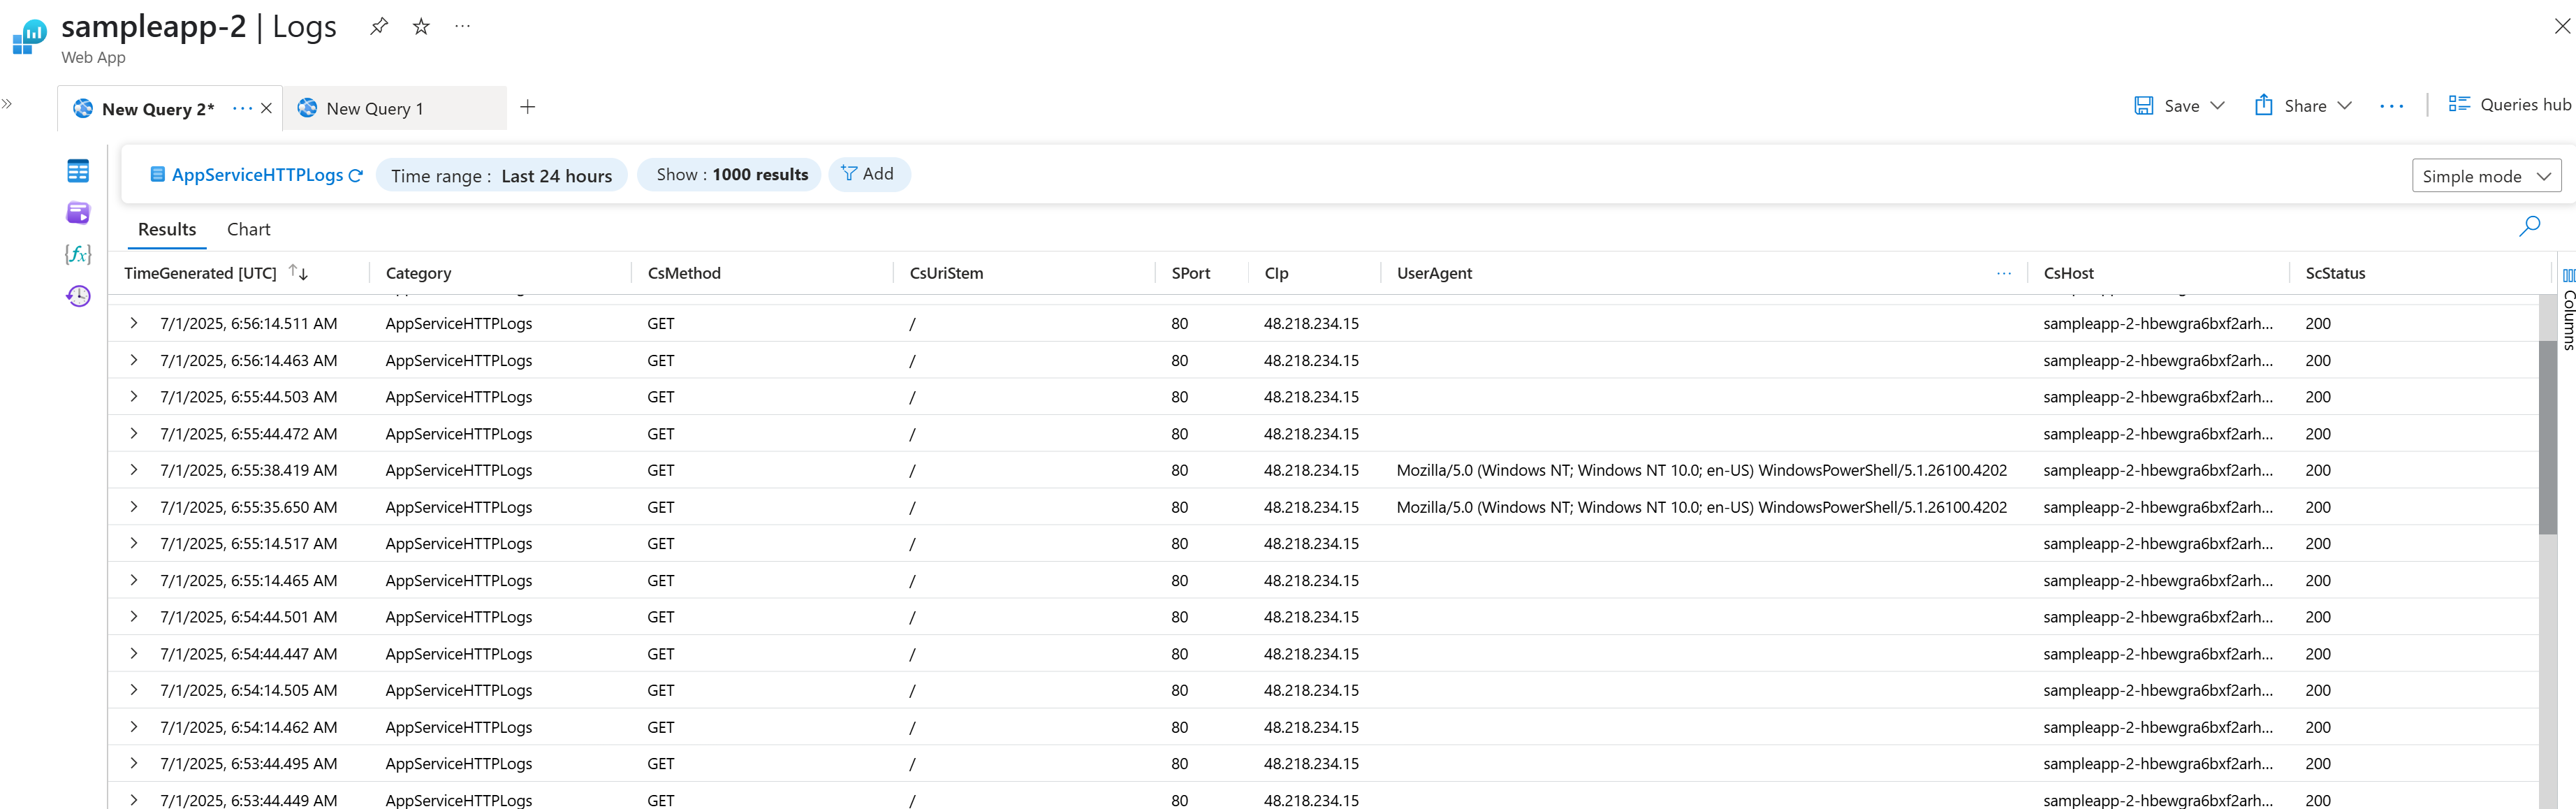 sampleapp-2 | Logs
Web App
New Query 2*
New Query 1
Save
Share
Queries hub
AppServiceHTTPLogs
Time range : Last 24 hours
Show : 1000 results
Add
Simple mode
Results
Chart
TimeGenerated [UTC] Category CsMethod CsUriStem SPort CIp UserAgent CsHost ScStatus
Columns
7/1/2025, 6:56:14.511 AM AppServiceHTTPLogs GET / 80 48.218.234.15 sampleapp-2-hbewgra6bxf2arh... 200
7/1/2025, 6:56:14.463 AM AppServiceHTTPLogs GET / 80 48.218.234.15 sampleapp-2-hbewgra6bxf2arh... 200
7/1/2025, 6:55:44.503 AM AppServiceHTTPLogs GET / 80 48.218.234.15 sampleapp-2-hbewgra6bxf2arh... 200
7/1/2025, 6:55:44.472 AM AppServiceHTTPLogs GET / 80 48.218.234.15 sampleapp-2-hbewgra6bxf2arh... 200
7/1/2025, 6:55:38.419 AM AppServiceHTTPLogs GET / 80 48.218.234.15 Mozilla/5.0 (Windows NT; Windows NT 10.0; en-US) WindowsPowerShell/5.1.26100.4202 sampleapp-2-hbewgra6bxf2arh... 200
7/1/2025, 6:55:35.650 AM AppServiceHTTPLogs GET / 80 48.218.234.15 Mozilla/5.0 (Windows NT; Windows NT 10.0; en-US) WindowsPowerShell/5.1.26100.4202 sampleapp-2-hbewgra6bxf2arh... 200
7/1/2025, 6:55:14.517 AM AppServiceHTTPLogs GET / 80 48.218.234.15 sampleapp-2-hbewgra6bxf2arh... 200
7/1/2025, 6:55:14.465 AM AppServiceHTTPLogs GET / 80 48.218.234.15 sampleapp-2-hbewgra6bxf2arh... 200
7/1/2025, 6:54:44.501 AM AppServiceHTTPLogs GET / 80 48.218.234.15 sampleapp-2-hbewgra6bxf2arh... 200
7/1/2025, 6:54:44.447 AM AppServiceHTTPLogs GET / 80 48.218.234.15 sampleapp-2-hbewgra6bxf2arh... 200
7/1/2025, 6:54:14.505 AM AppServiceHTTPLogs GET / 80 48.218.234.15 sampleapp-2-hbewgra6bxf2arh... 200
7/1/2025, 6:54:14.462 AM AppServiceHTTPLogs GET / 80 48.218.234.15 sampleapp-2-hbewgra6bxf2arh... 200
7/1/2025, 6:53:44.495 AM AppServiceHTTPLogs GET / 80 48.218.234.15 sampleapp-2-hbewgra6bxf2arh... 200
7/1/2025, 6:53:44.449 AM AppServiceHTTPLogs GET / 80 48.218.234.15 sampleapp-2-hbewgra6bxf2arh... 200